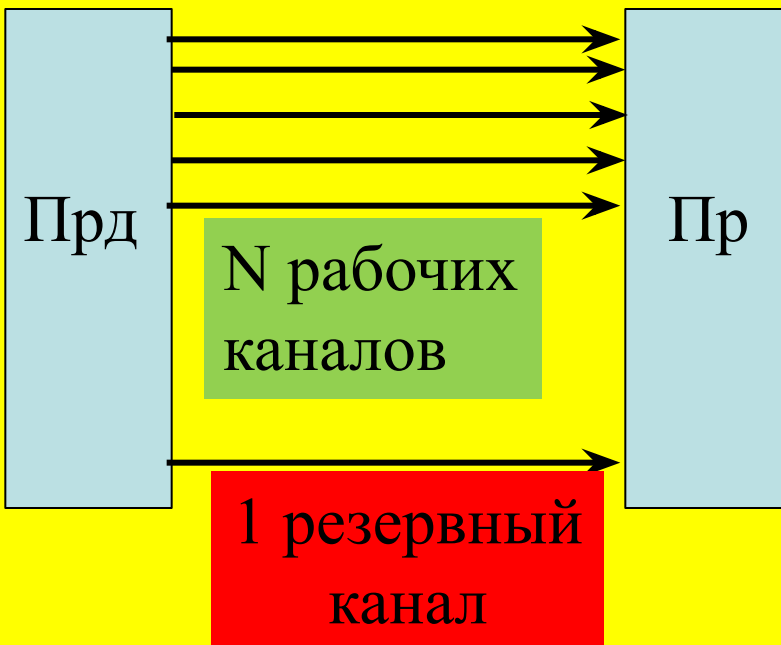 Прд
Пр
N рабочих
каналов
1 резервный
канал